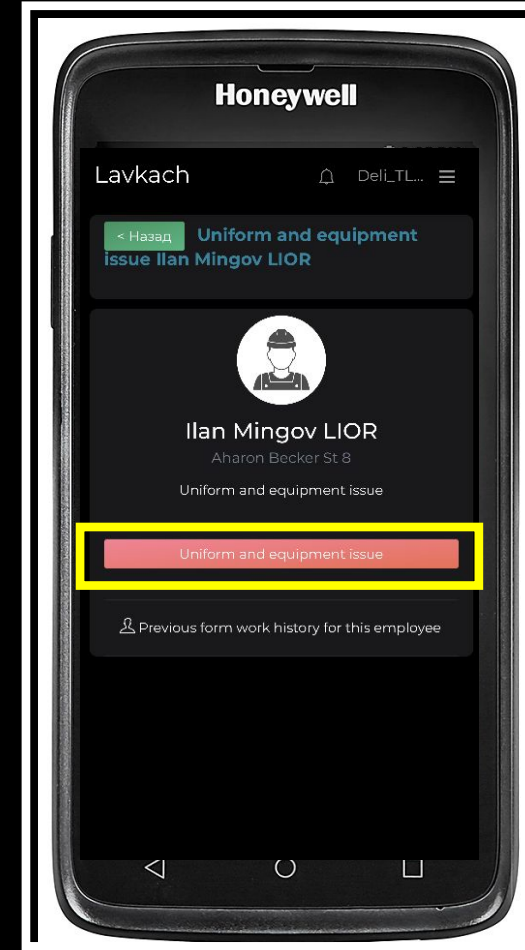 Honeywell
Lavkach
Deli_TL...
< Назад Uniform and equipment
issue Ilan Mingov LIOR
Ilan Mingov LIOR
Aharon Becker St 8
Uniform and equipment issue
Uniform and equipment issue
Previous form work history for this employee